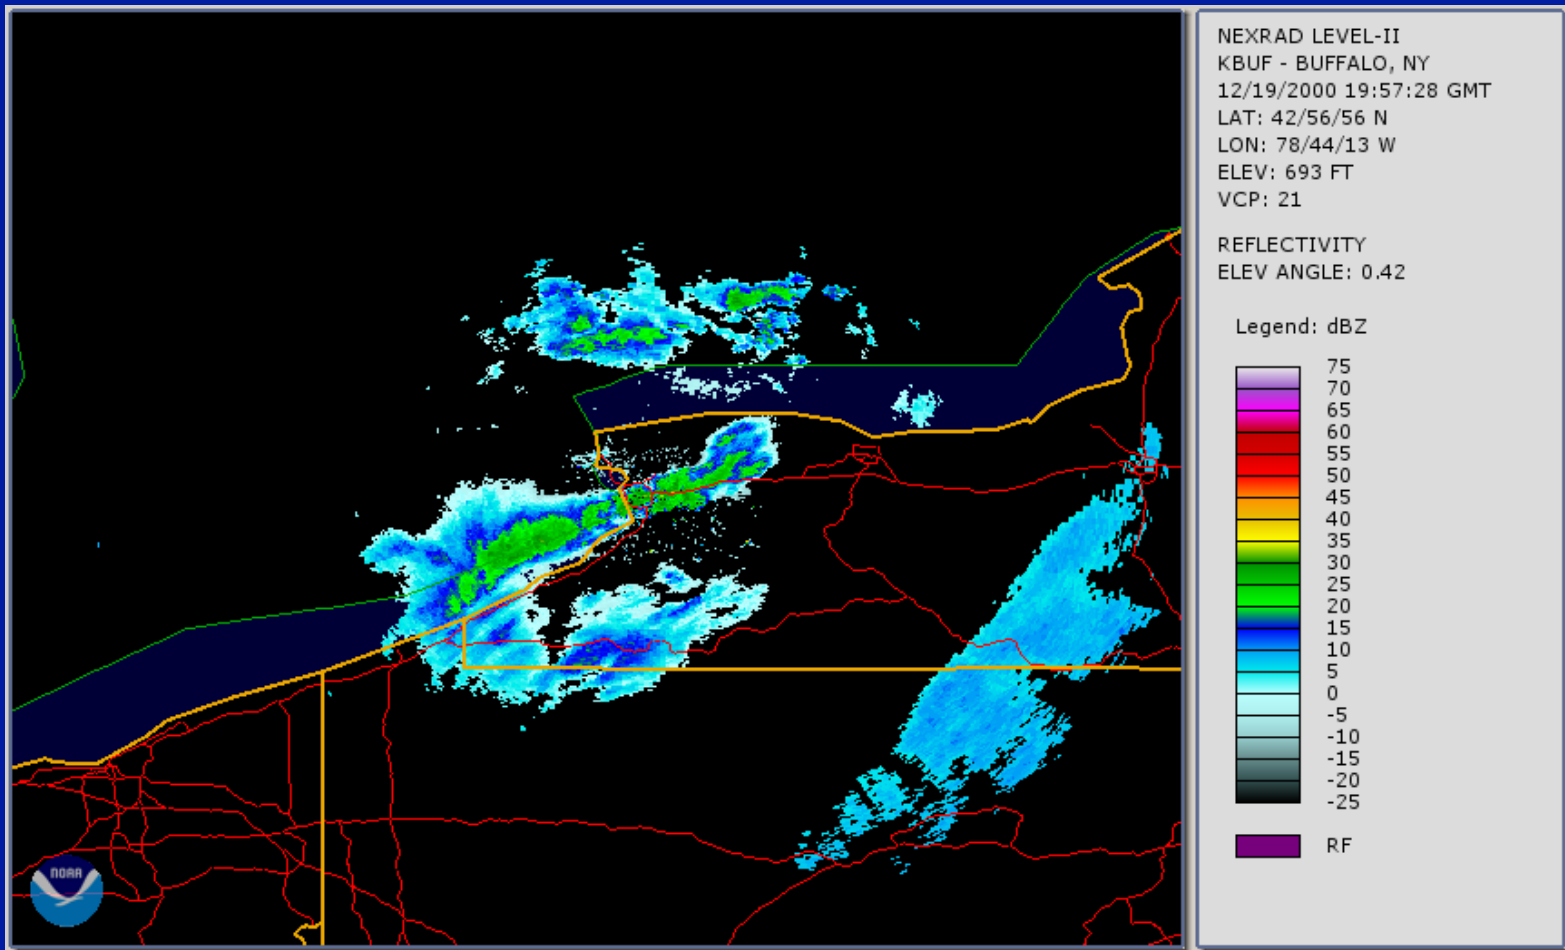 NEXRAD LEVEL-II
KBUF - BUFFALO, NY
12/19/2000 19:57:28 GMT
LAT: 42/56/56 N
LON: 78/44/13 W
ELEV: 693 FT
VCP: 21
REFLECTIVITY
ELEV ANGLE: 0.42
Legend: dBZ
75
70
65
60
55
50
45
40
35
30
25
20
15
10
5
0
-5
-10
-15
-20
-25
RF
NOAA